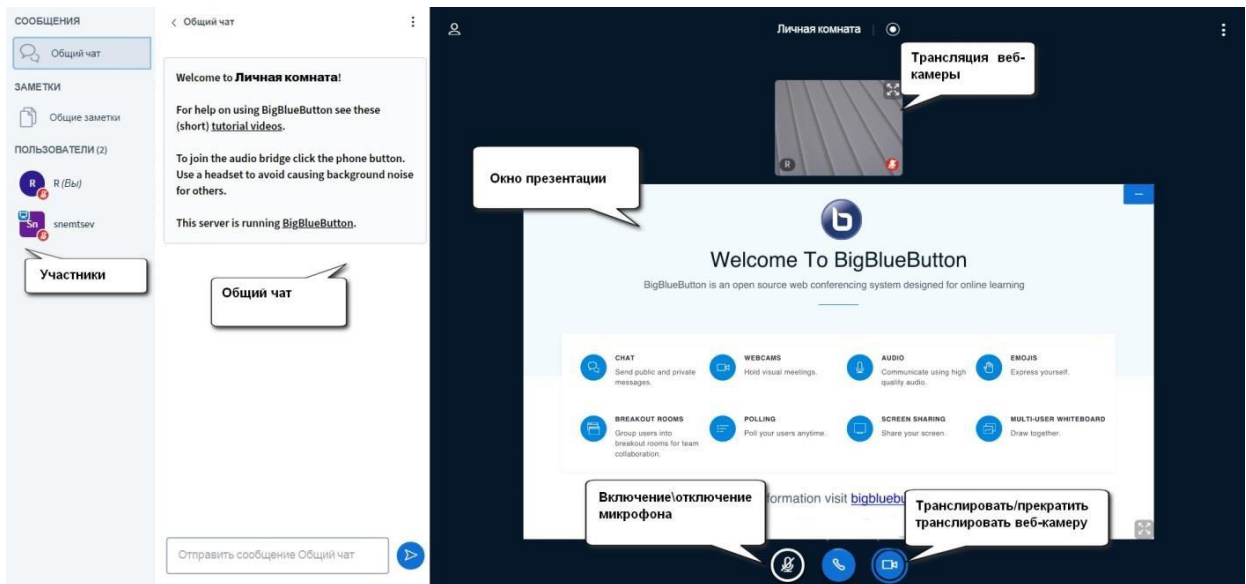 СООБЩЕНИЯ
Общий чат
ЗАМЕТКИ
Общие заметки
ПОЛЬЗОВАТЕЛИ (2)
R
R (Вы)
Sn
snemtsev
Участники
Общий чат
Welcome to Личная комната!
For help on using BigBlueButton see these
(short) tutorial videos.
To join the audio bridge click the phone button.
Use a headset to avoid causing background noise
for others.
This server is running BigBlueButton.
Общий чат
Отправить сообщение Общий чат
Личная комната
Трансляция веб-
камеры
R
Окно презентации
b
Welcome To BigBlueButton
BigBlueButton is an open source web conferencing system designed for online learning
CHAT
Send public and private
messages.
WEBCAMS
Hold visual meetings.
AUDIO
Communicate using high
quality audio.
EMOJIS
Express yourself.
BREAKOUT ROOMS
Group users into
breakout rooms for team
collaboration.
POLLING
Poll your users anytime.
SCREEN SHARING
Share your screen.
MULTI-USER WHITEBOARD
Draw together.
formation visit bigbluebu
Включение\отключение
микрофона
Транслировать/прекратить
транслировать веб-камеру